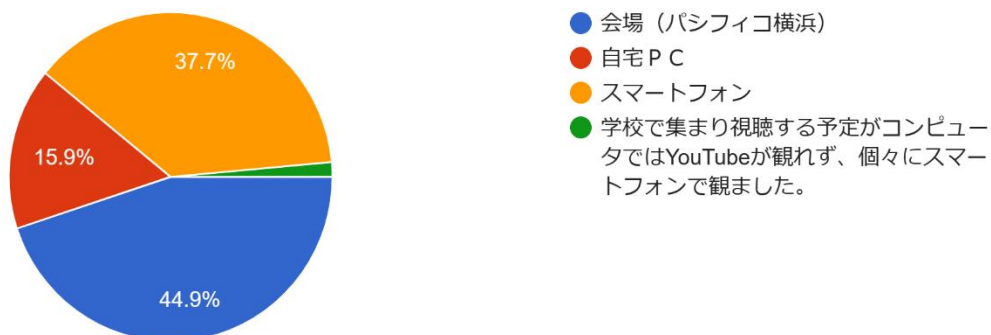 37.7%
15.9%
44.9%
会場（パシフィコ横浜）
自宅ＰＣ
スマートフォン
学校で集まり視聴する予定がコンピュー
タではYouTubeが観れず、個々にスマー
トフォンで観ました。